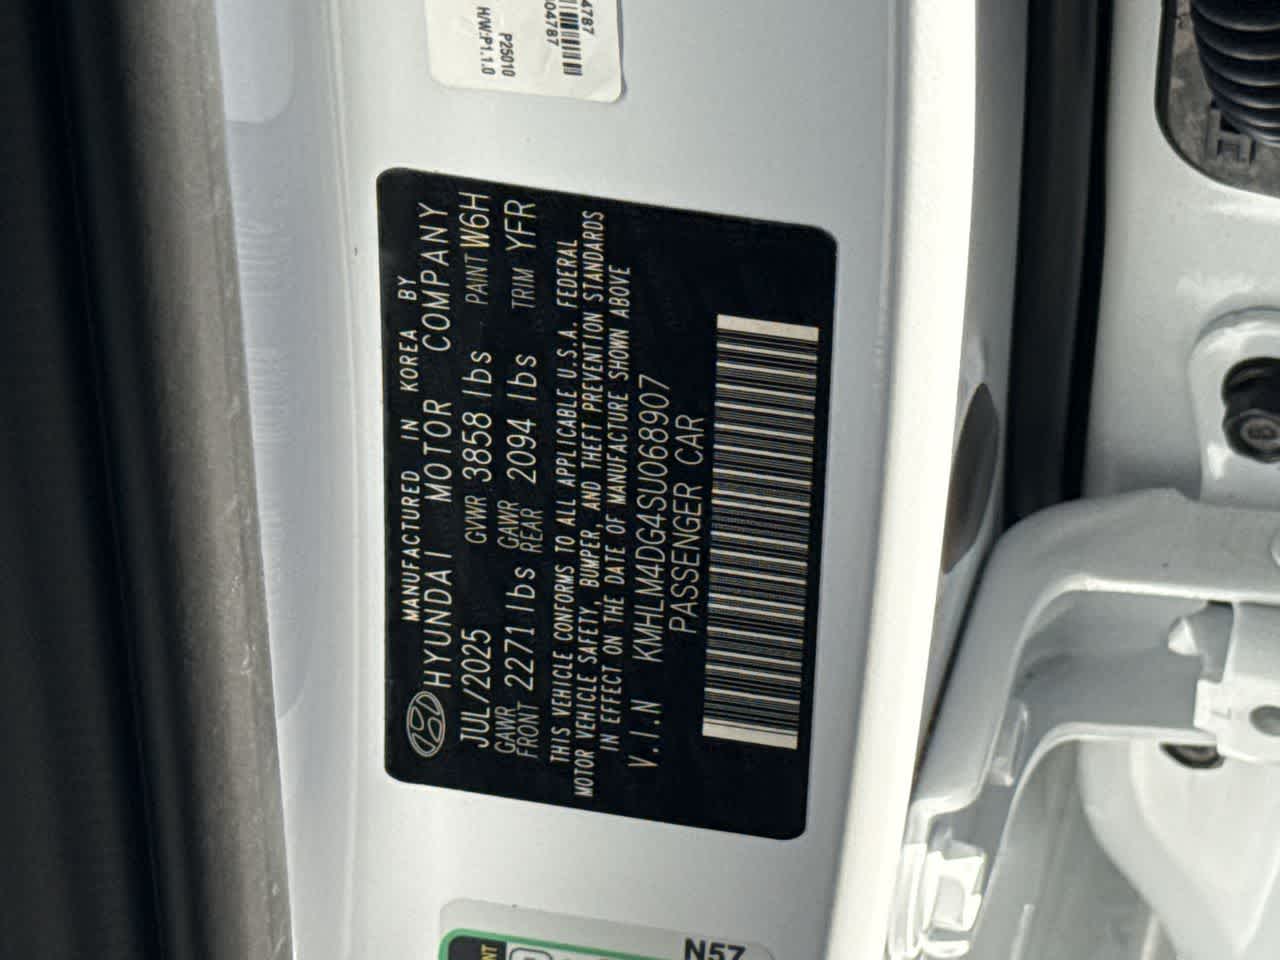 MANUFACTURED IN KOREA BY
HYUNDAI MOTOR COMPANY
JUL/2025 GVWR 3858 lbs PAINT W6H
GAWR FRONT 2271 lbs GAWR REAR 2094 lbs TRIM YFR
THIS VEHICLE CONFORMS TO ALL APPLICABLE U.S.A. FEDERAL
MOTOR VEHICLE SAFETY, BUMPER, AND THEFT PREVENTION STANDARDS
IN EFFECT ON THE DATE OF MANUFACTURE SHOWN ABOVE
V.I.N KMHLM4DG4SU068907
PASSENGER CAR
4787
04787
P25010
H/W:P1.1.0
N57
H